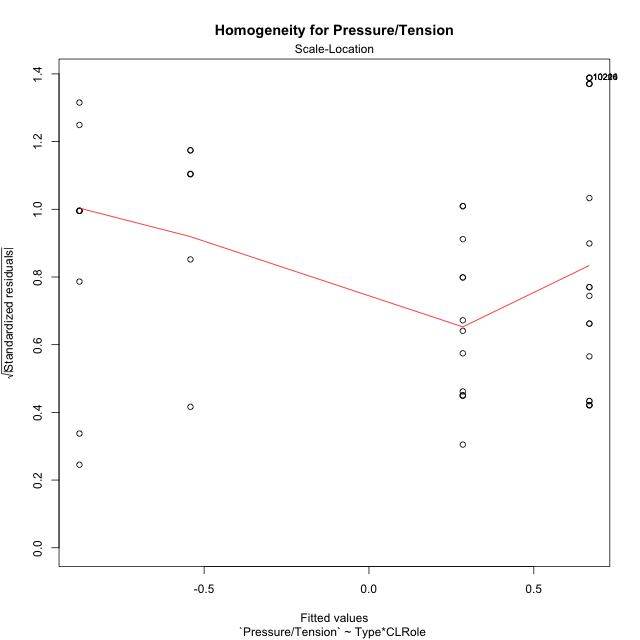 Homogeneity for Pressure/Tension
Scale-Location
√|Standardized residuals|
1.4
1.2
1.0
0.8
0.6
0.4
0.2
0.0
-0.5
0.0
0.5
Fitted values
`Pressure/Tension` ~ Type*CLRole